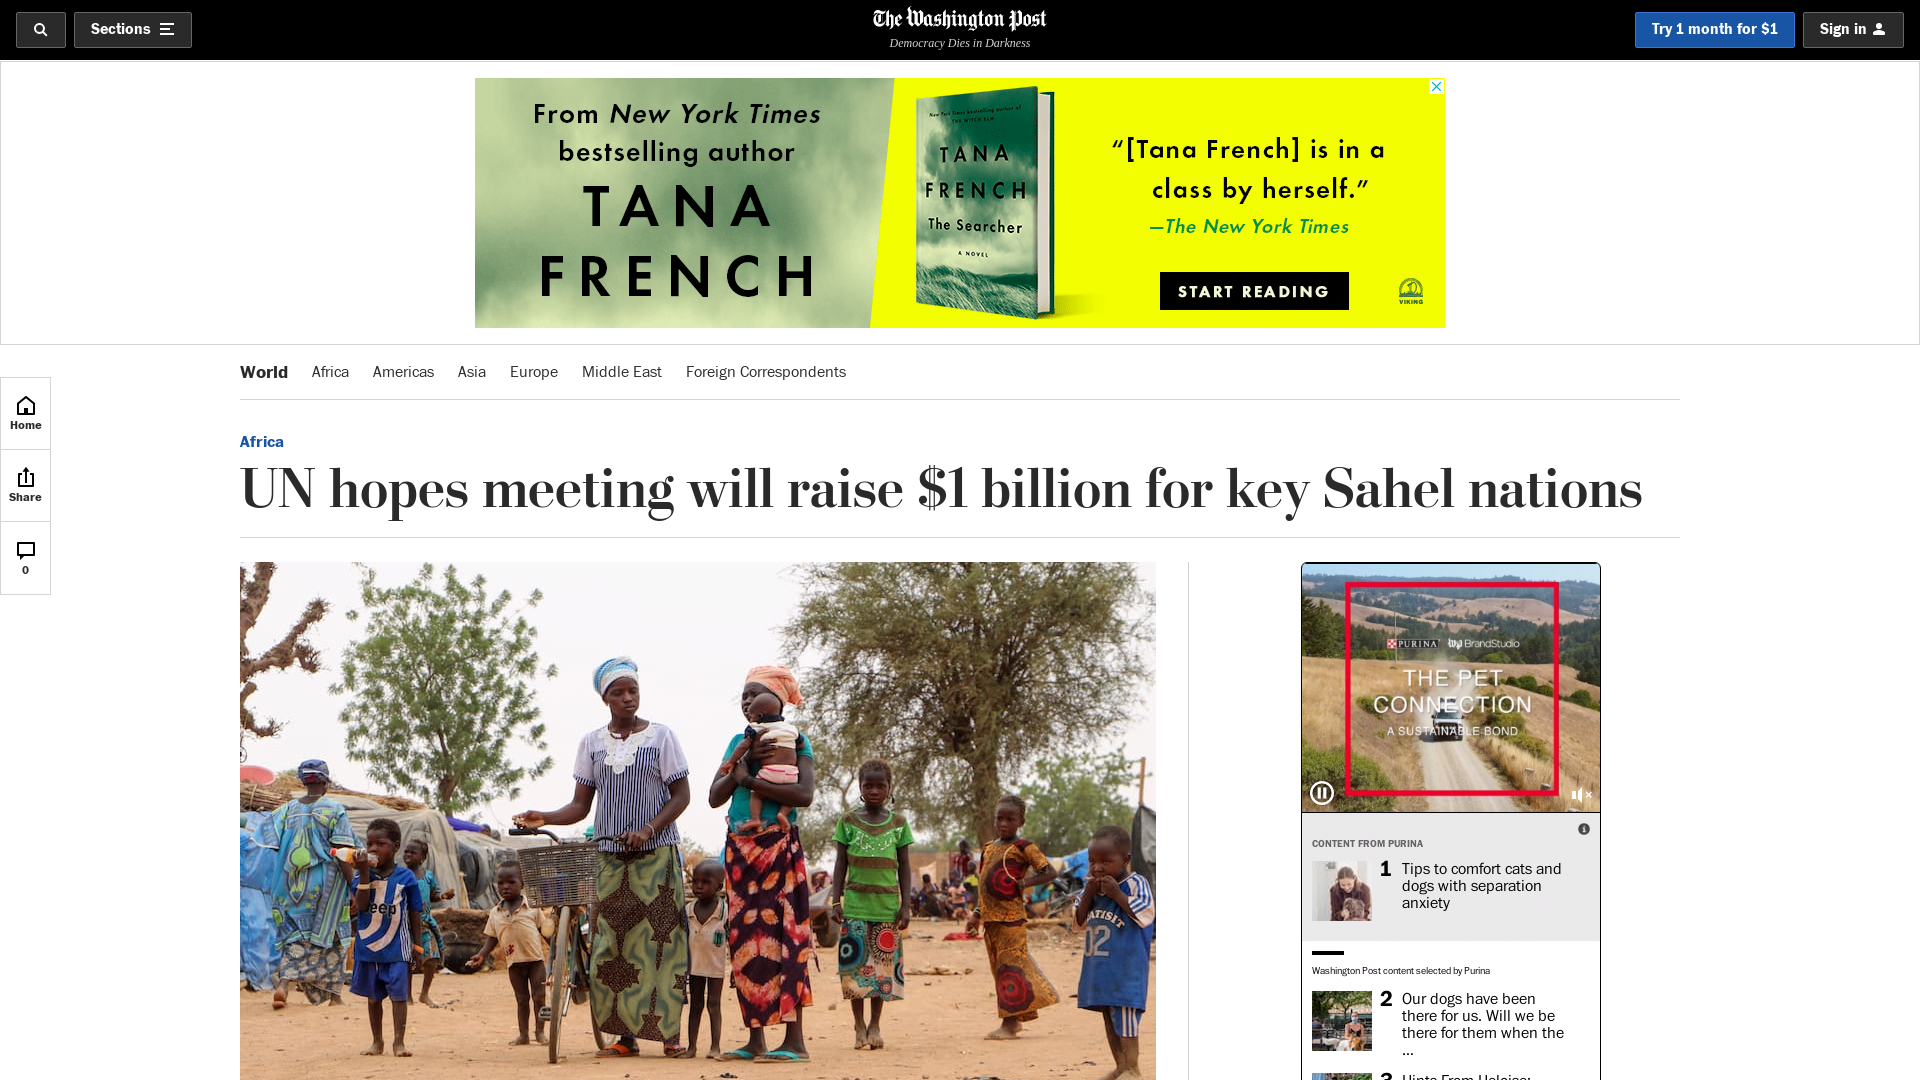 Sections
The Washington Post
Democracy Dies in Darkness
Try 1 month for $1
Sign in
From New York Times
bestselling author
TANA
FRENCH
New York Times bestselling author of
THE WITCH ELM
TANA
FRENCH
The Searcher
A NOVEL
“[Tana French] is in a
class by herself.”
—The New York Times
START READING
VIKING
World
Africa
Americas
Asia
Europe
Middle East
Foreign Correspondents
Home
Share
0
Africa
UN hopes meeting will raise $1 billion for key Sahel nations
PURINA
wp BrandStudio
THE PET
CONNECTION
A SUSTAINABLE BOND
CONTENT FROM PURINA
1 Tips to comfort cats and
dogs with separation
anxiety
Washington Post content selected by Purina
2 Our dogs have been
there for us. Will we be
there for them when the
...
3 Hints From Heloise: